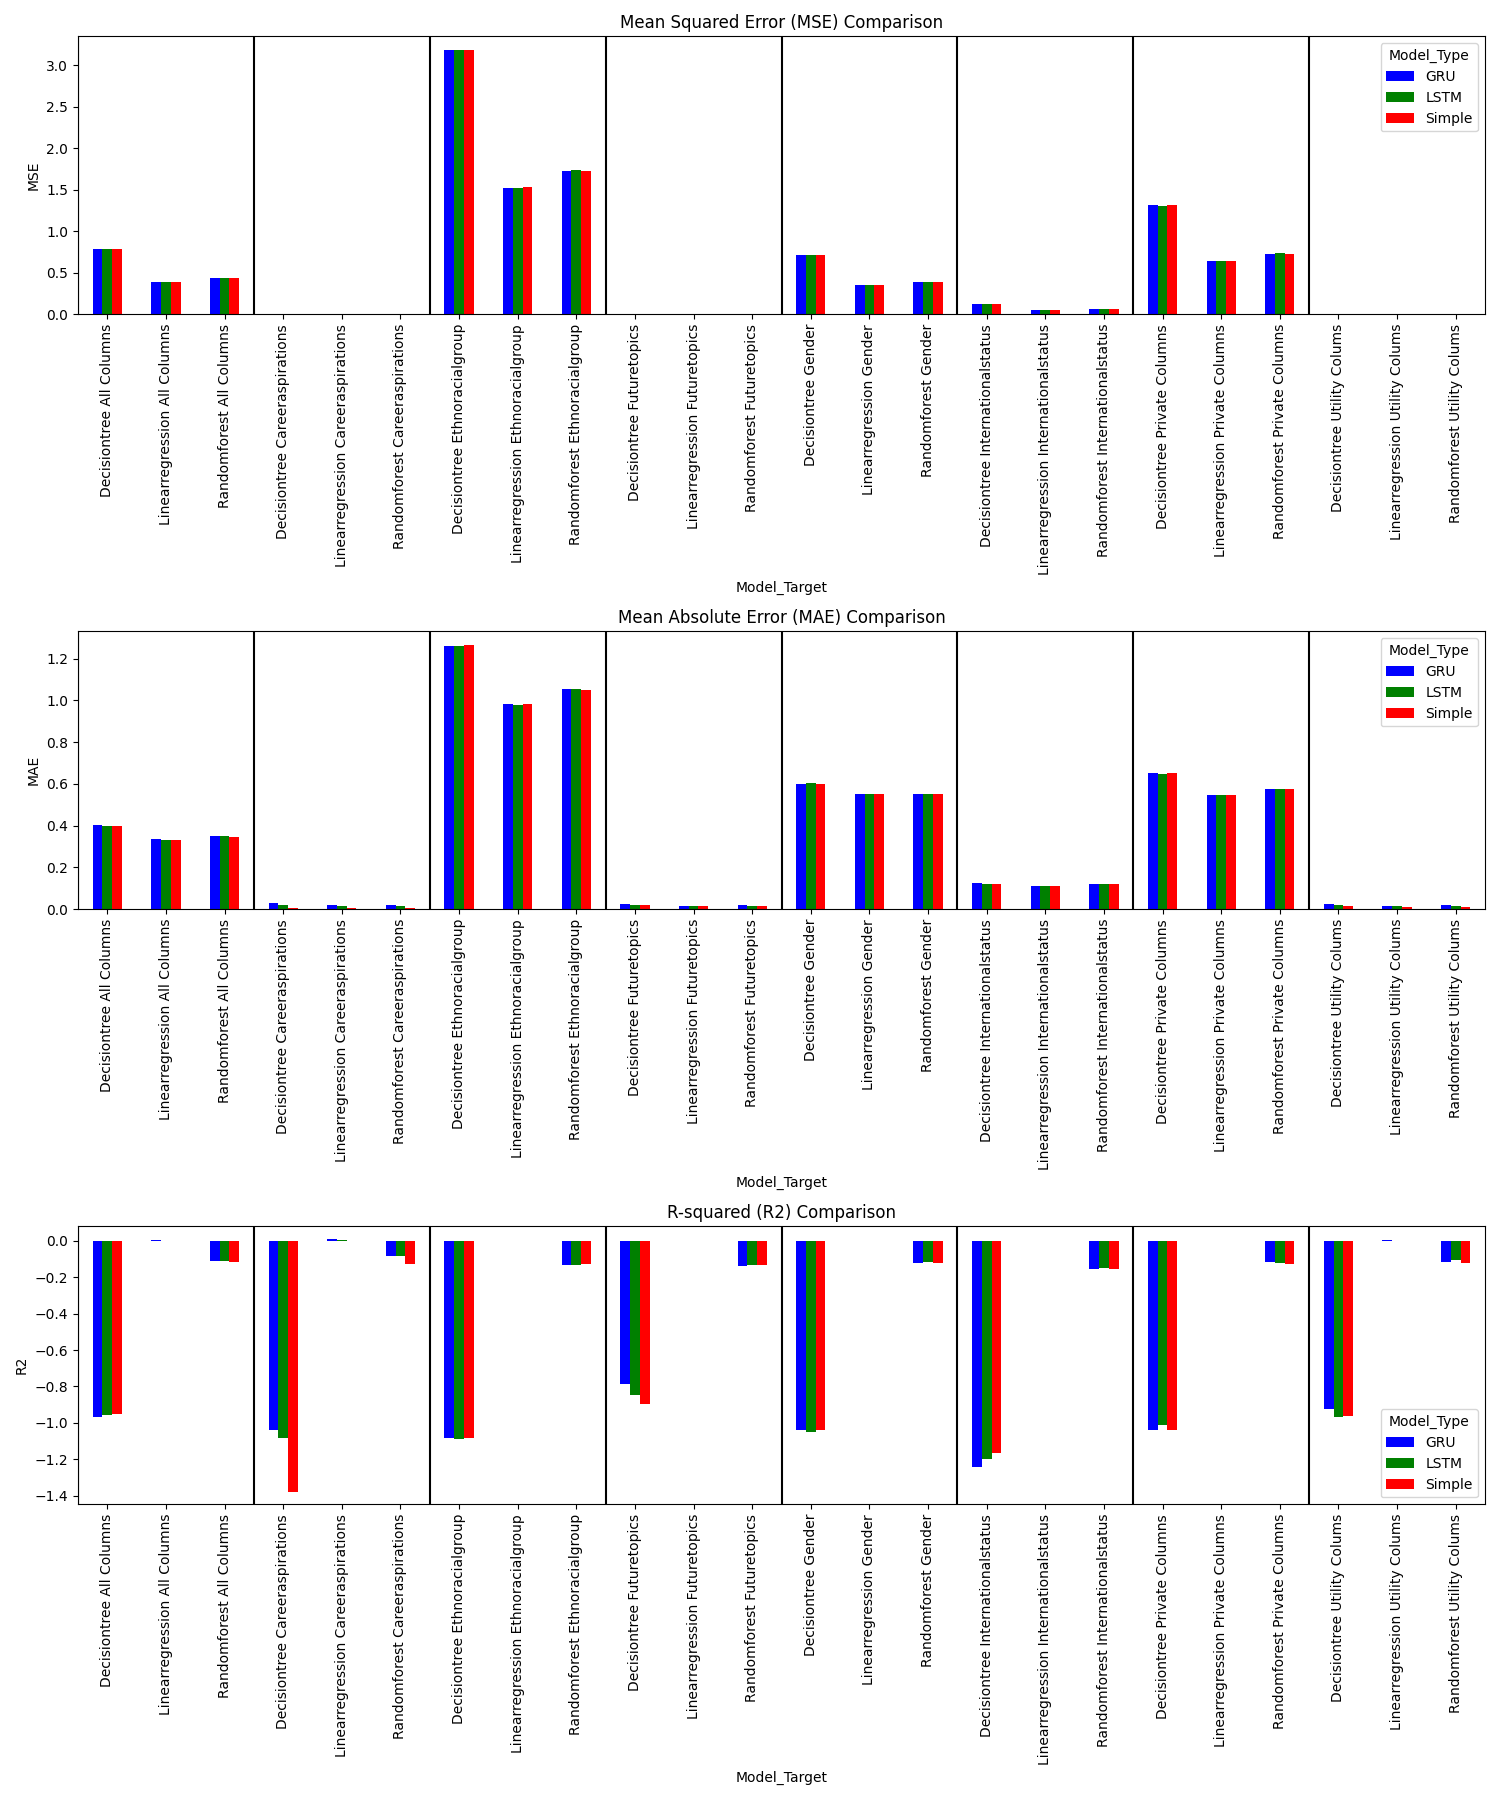 Mean Squared Error (MSE) Comparison
3.0
2.5
2.0
1.5
1.0
0.5
0.0
MSE
Model_Type
GRU
LSTM
Simple
Decisiontree All Columns
Linearregression All Columns
Randomforest All Columns
Decisiontree Careeraspirations
Linearregression Careeraspirations
Randomforest Careeraspirations
Decisiontree Ethnoracialgroup
Linearregression Ethnoracialgroup
Randomforest Ethnoracialgroup
Decisiontree Futuretopics
Linearregression Futuretopics
Randomforest Futuretopics
Decisiontree Gender
Linearregression Gender
Randomforest Gender
Decisiontree Internationalstatus
Linearregression Internationalstatus
Randomforest Internationalstatus
Decisiontree Private Columns
Linearregression Private Columns
Randomforest Private Columns
Decisiontree Utility Colums
Linearregression Utility Colums
Randomforest Utility Colums
Model_Target
Mean Absolute Error (MAE) Comparison
1.2
1.0
0.8
0.6
0.4
0.2
0.0
MAE
Model_Type
GRU
LSTM
Simple
Decisiontree All Columns
Linearregression All Columns
Randomforest All Columns
Decisiontree Careeraspirations
Linearregression Careeraspirations
Randomforest Careeraspirations
Decisiontree Ethnoracialgroup
Linearregression Ethnoracialgroup
Randomforest Ethnoracialgroup
Decisiontree Futuretopics
Linearregression Futuretopics
Randomforest Futuretopics
Decisiontree Gender
Linearregression Gender
Randomforest Gender
Decisiontree Internationalstatus
Linearregression Internationalstatus
Randomforest Internationalstatus
Decisiontree Private Columns
Linearregression Private Columns
Randomforest Private Columns
Decisiontree Utility Colums
Linearregression Utility Colums
Randomforest Utility Colums
Model_Target
R-squared (R2) Comparison
0.0
−0.2
−0.4
−0.6
−0.8
−1.0
−1.2
−1.4
R2
Model_Type
GRU
LSTM
Simple
Decisiontree All Columns
Linearregression All Columns
Randomforest All Columns
Decisiontree Careeraspirations
Linearregression Careeraspirations
Randomforest Careeraspirations
Decisiontree Ethnoracialgroup
Linearregression Ethnoracialgroup
Randomforest Ethnoracialgroup
Decisiontree Futuretopics
Linearregression Futuretopics
Randomforest Futuretopics
Decisiontree Gender
Linearregression Gender
Randomforest Gender
Decisiontree Internationalstatus
Linearregression Internationalstatus
Randomforest Internationalstatus
Decisiontree Private Columns
Linearregression Private Columns
Randomforest Private Columns
Decisiontree Utility Colums
Linearregression Utility Colums
Randomforest Utility Colums
Model_Target